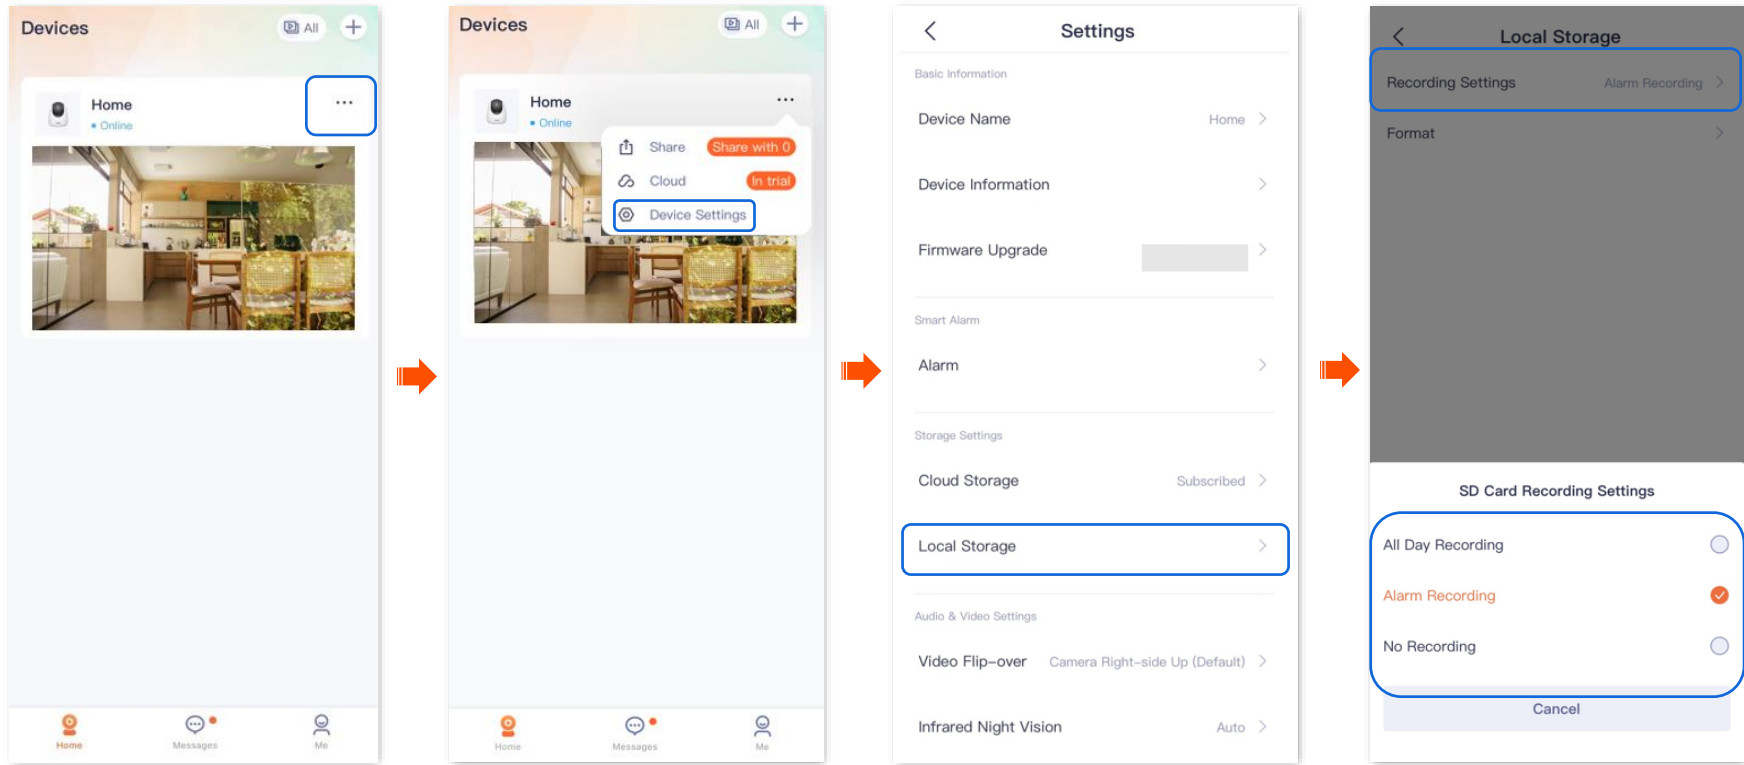 Devices
All
Home
• Online
Home
Messages
Me
Devices
All
Home
• Online
Share Share with 0
Cloud In trial
Device Settings
Home
Messages
Me
Settings
Basic Information
Device Name Home
Device Information
Firmware Upgrade
Smart Alarm
Alarm
Storage Settings
Cloud Storage Subscribed
Local Storage
Audio & Video Settings
Video Flip-over Camera Right-side Up (Default)
Infrared Night Vision Auto
Local Storage
Recording Settings Alarm Recording
Format
SD Card Recording Settings
All Day Recording
Alarm Recording
No Recording
Cancel